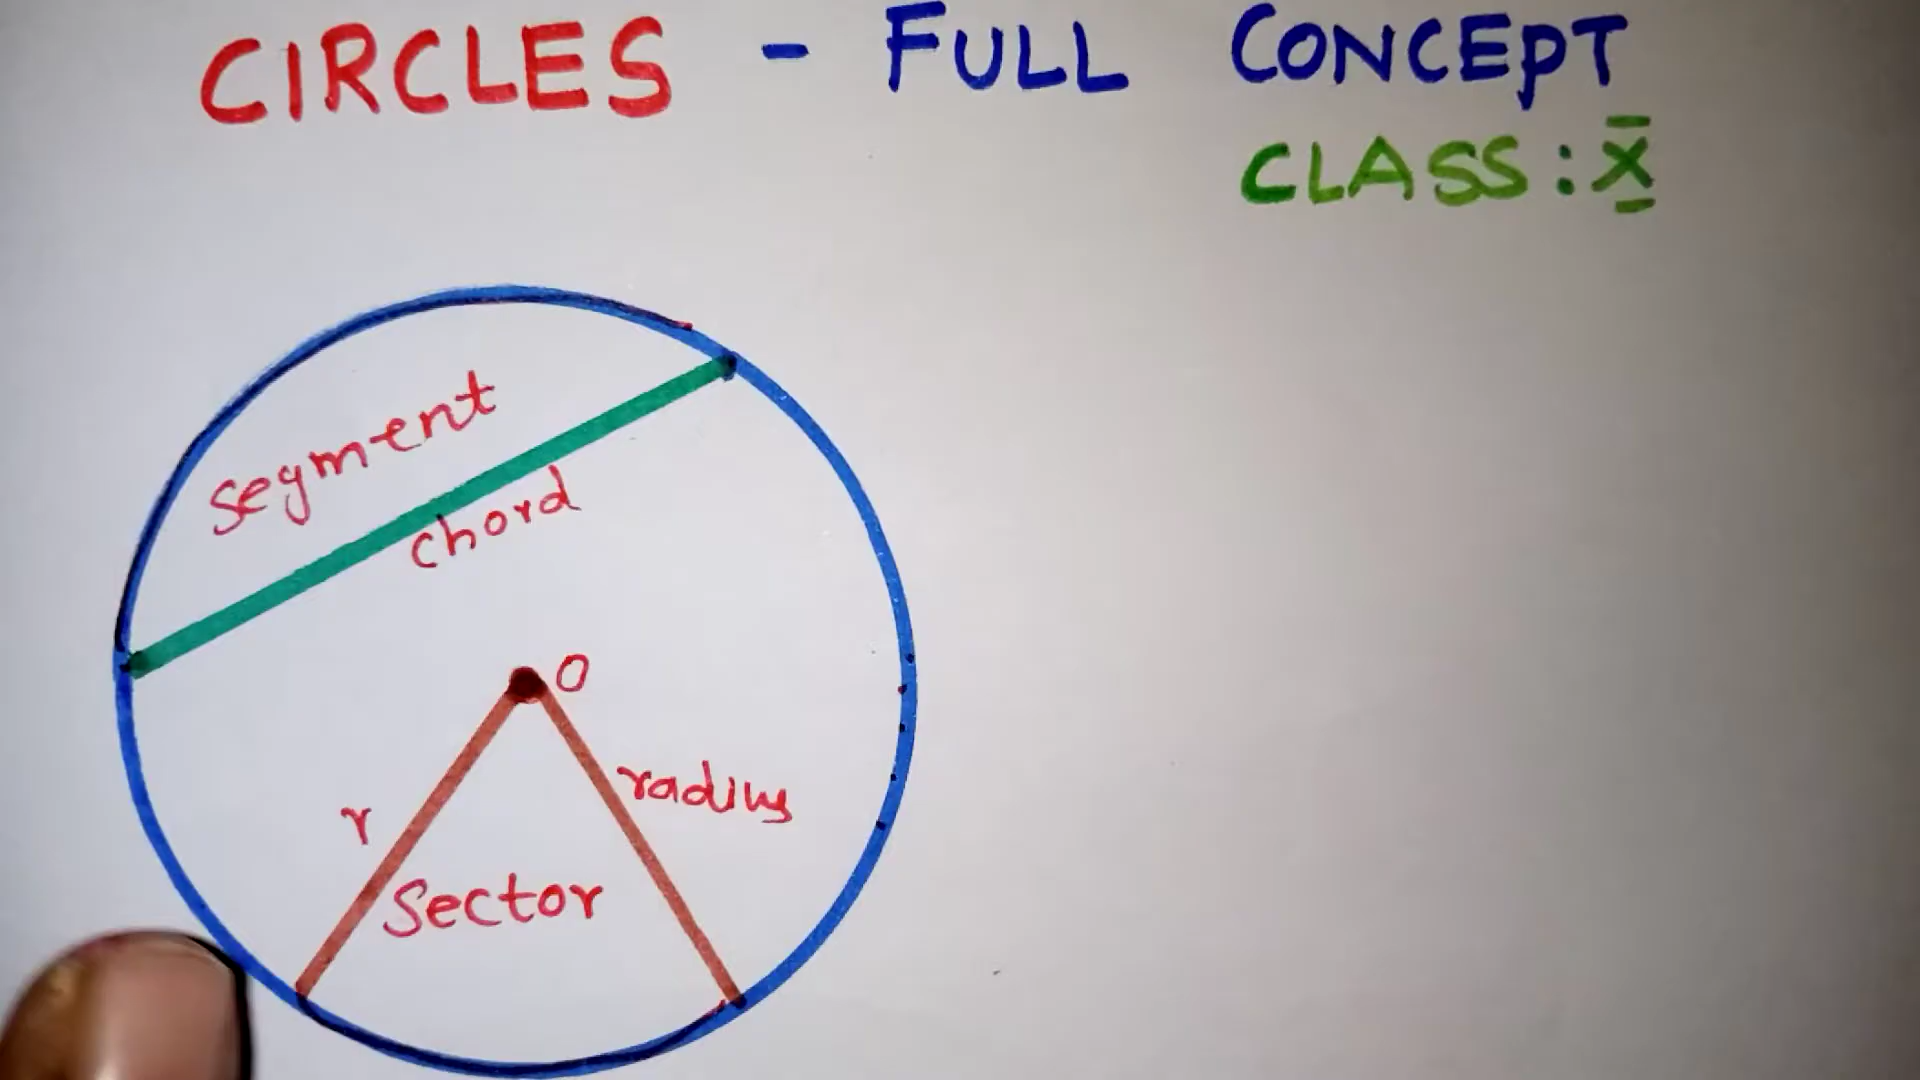 CIRCLES - FULL CONCEPT
CLASS: X
segment
chord
O
r
radius
Sector